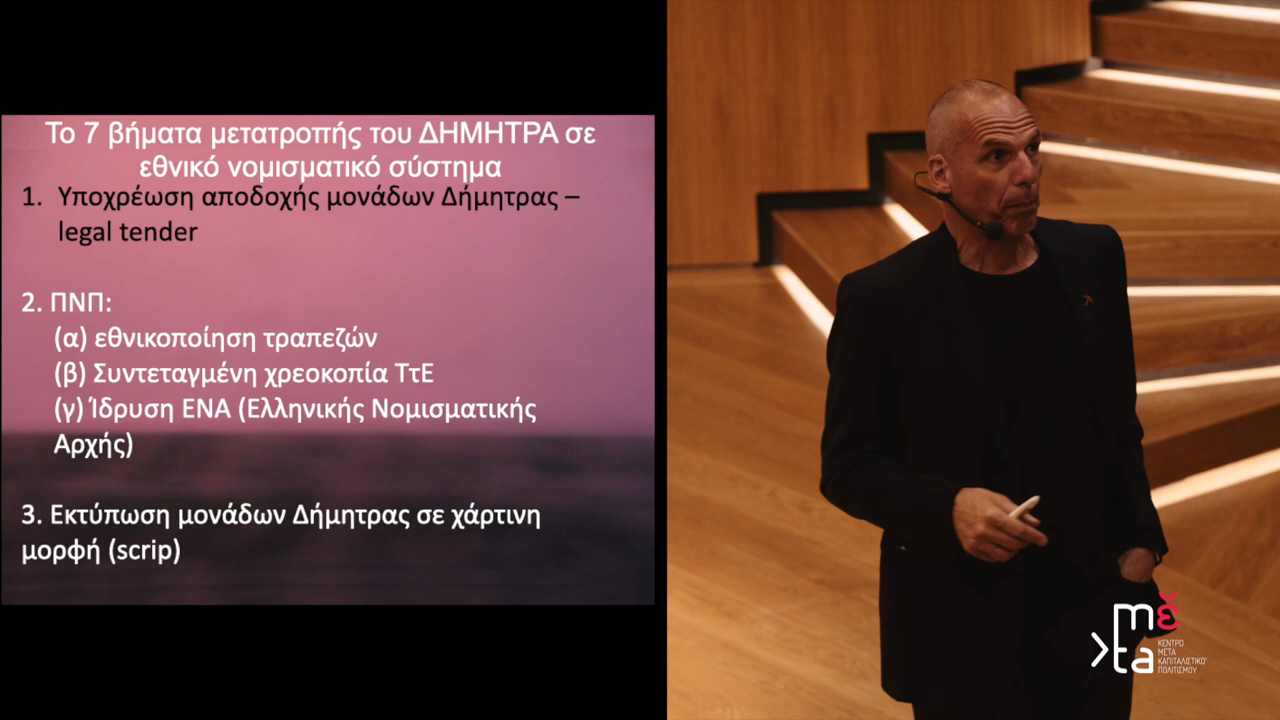 Το 7 βήματα μετατροπής του ΔΗΜΗΤΡΑ σε
εθνικό νομισματικό σύστημα
1. Υποχρέωση αποδοχής μονάδων Δήμητρας –
legal tender
2. ΠΝΠ:
(α) εθνικοποίηση τραπεζών
(β) Συντεταγμένη χρεοκοπία ΤτΕ
(γ) Ίδρυση ΕΝΑ (Ελληνικής Νομισματικής
Αρχής)
3. Εκτύπωση μονάδων Δήμητρας σε χάρτινη
μορφή (scrip)
mέ
ta
ΚΕΝΤΡΟ
ΜΕΤΑ
ΚΑΠΙΤΑΛΙΣΤΙΚΟΥ
ΠΟΛΙΤΙΣΜΟΥ